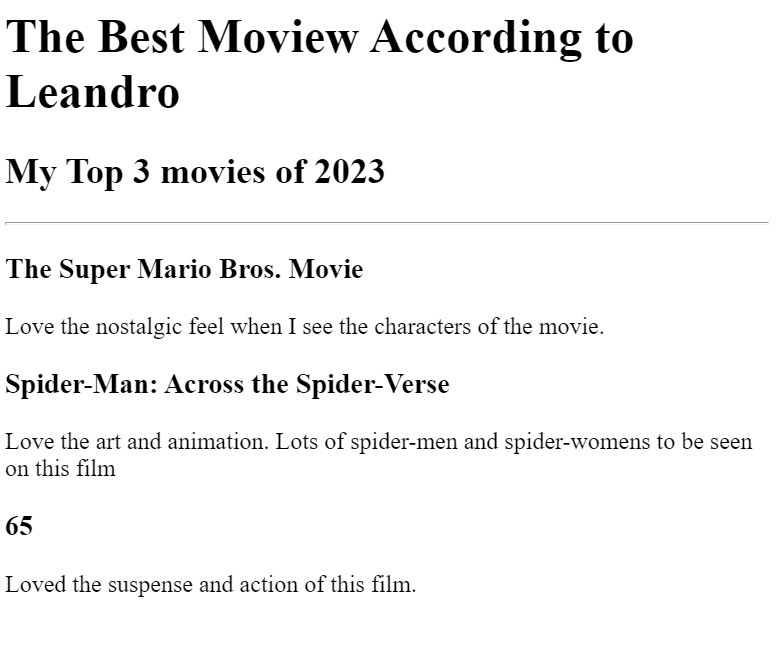 The Best Moview According to
Leandro
My Top 3 movies of 2023
The Super Mario Bros. Movie
Love the nostalgic feel when I see the characters of the movie.
Spider-Man: Across the Spider-Verse
Love the art and animation. Lots of spider-men and spider-womens to be seen
on this film
65
Loved the suspense and action of this film.